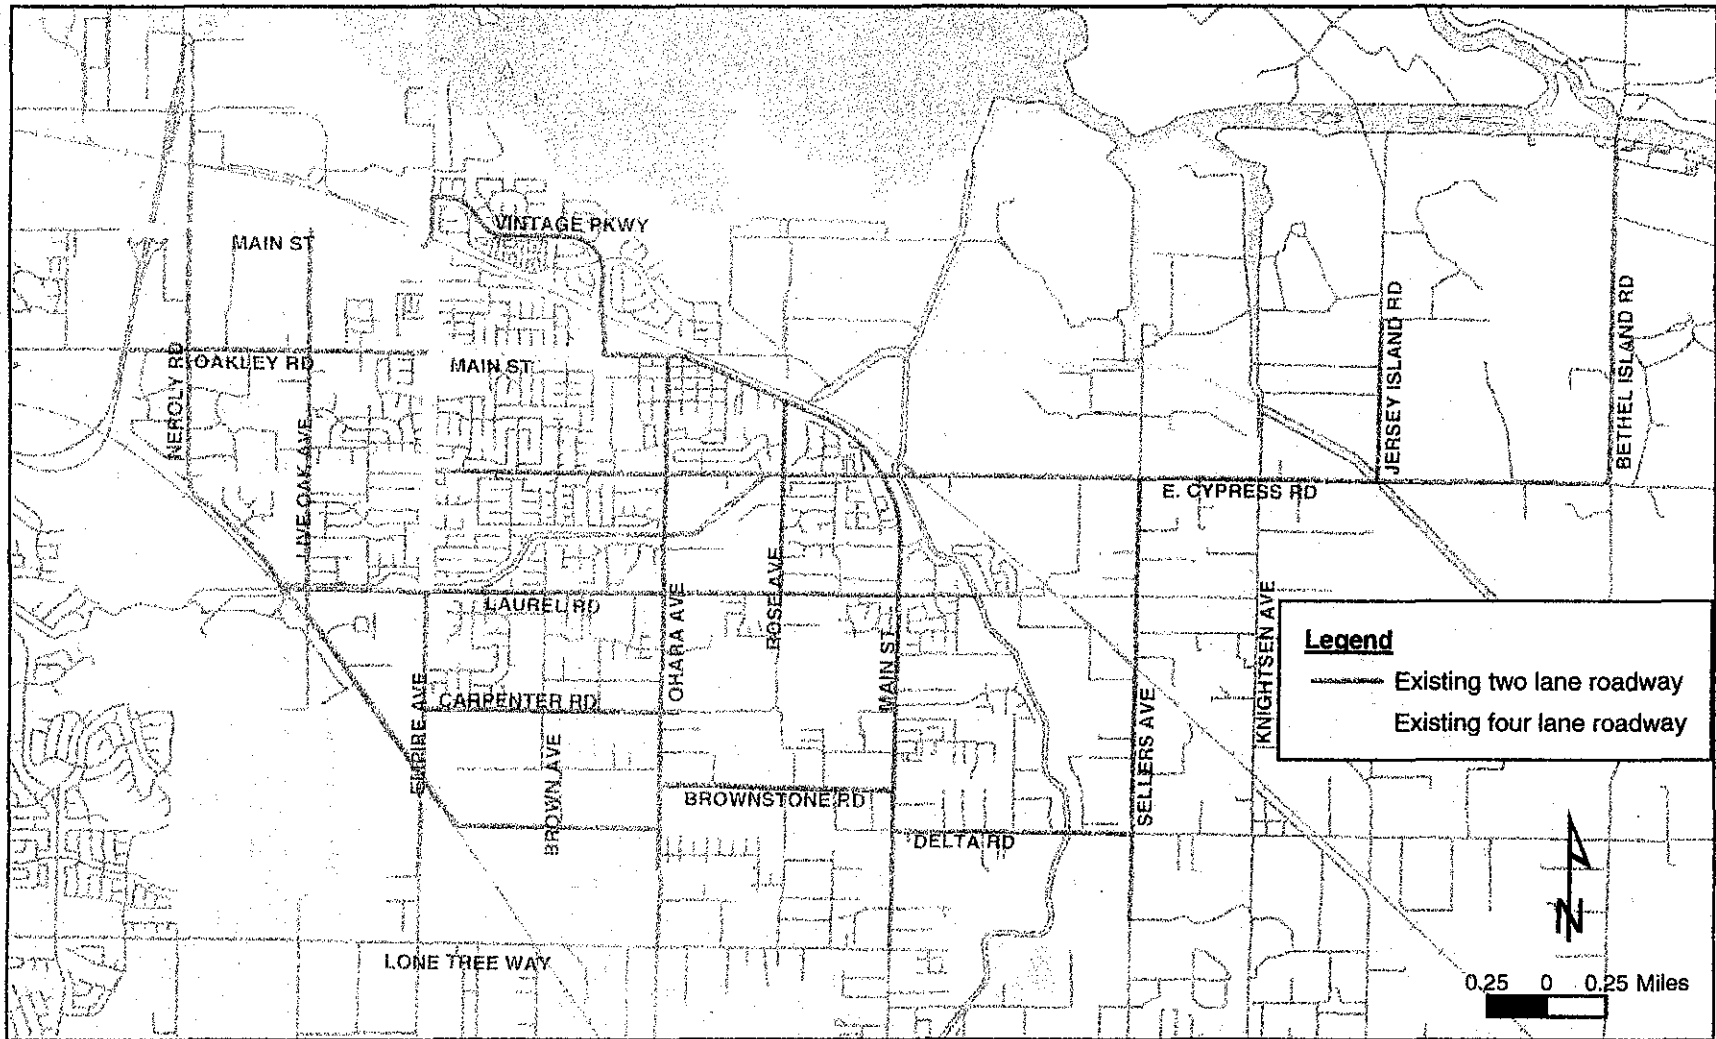 VINTAGE PKWY
MAIN ST
OAKLEY RD
MAIN ST
NEROLY RD
LIVE OAK AVE
JERSEY ISLAND RD
BETHEL ISLAND RD
E. CYPRESS RD
LAUREL RD
OHARA AVE
ROSE AVE
MAIN ST
CARPENTER RD
EMPIRE AVE
BROWN AVE
BROWNSTONE RD
DELTA RD
SELLERS AVE
KNIGHTSEN AVE
LONE TREE WAY
Legend
Existing two lane roadway
Existing four lane roadway
N
0.25 0 0.25 Miles